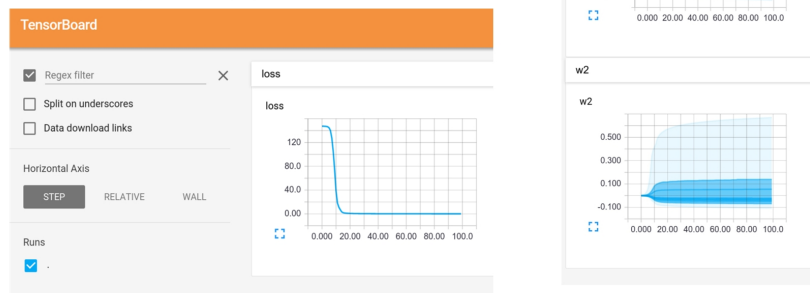 TensorBoard
Regex filter
Split on underscores
Data download links
Horizontal Axis
STEP RELATIVE WALL
Runs
.
loss
loss
120
80.0
40.0
0.00
0.000 20.00 40.00 60.00 80.00 100.0
0.000 20.00 40.00 60.00 80.00 100.0
w2
w2
0.500
0.300
0.100
-0.100
0.000 20.00 40.00 60.00 80.00 100.0